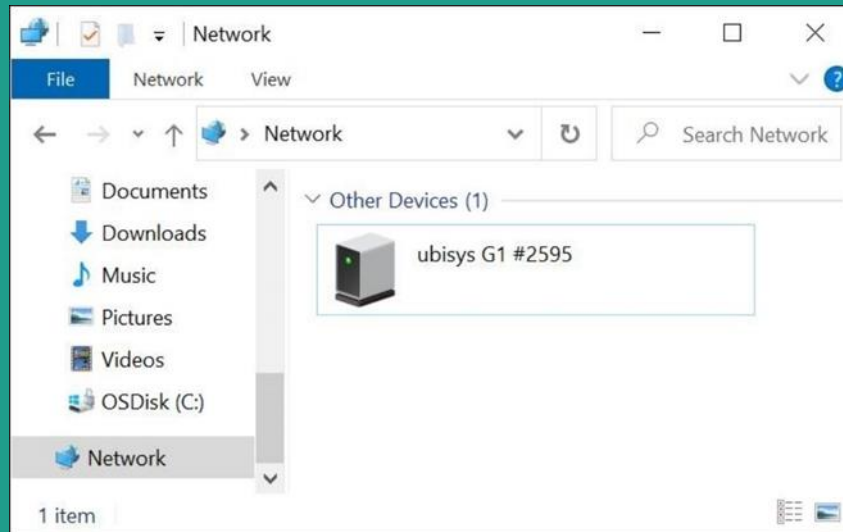 Network
File Network View
Network Search Network
Documents
Downloads
Music
Pictures
Videos
OSDisk (C:)
Network
Other Devices (1)
ubisys G1 #2595
1 item
?